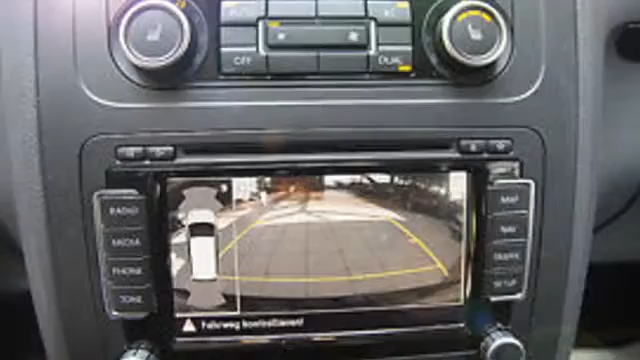 OFF
DUAL
RADIO
MEDIA
PHONE
TONE
MAP
NAV
TRAFFIC
SETUP
Fahrweg kontrollieren!